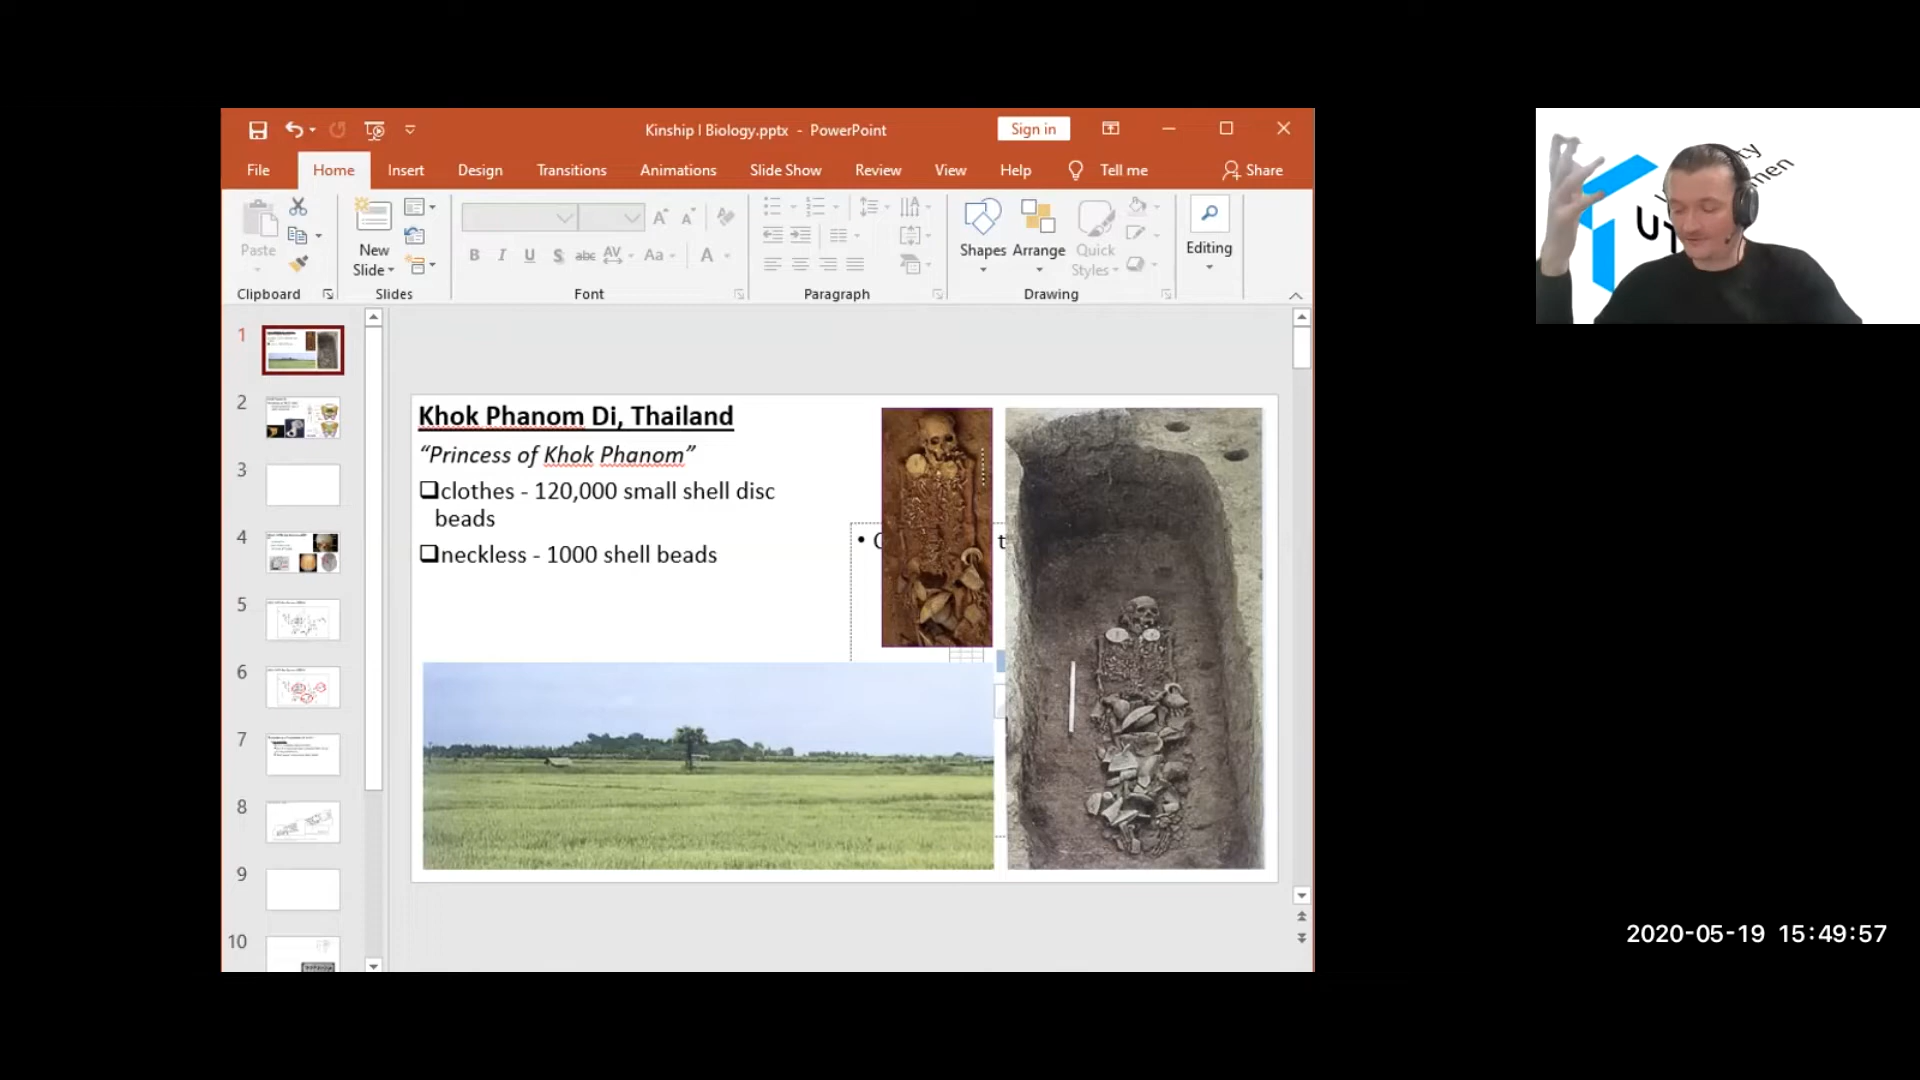 Kinship I Biology.pptx - PowerPoint
Sign in
File Home Insert Design Transitions Animations Slide Show Review View Help Tell me Share
Paste
New
Slide
Shapes Arrange Quick
Styles
Editing
B I U S abc AV Aa A
Clipboard Slides Font Paragraph Drawing
1
2
3
4
5
6
7
8
9
10
Khok Phanom Di, Thailand
“Princess of Khok Phanom”
❑clothes - 120,000 small shell disc
beads
❑neckless - 1000 shell beads
2020-05-19 15:49:57